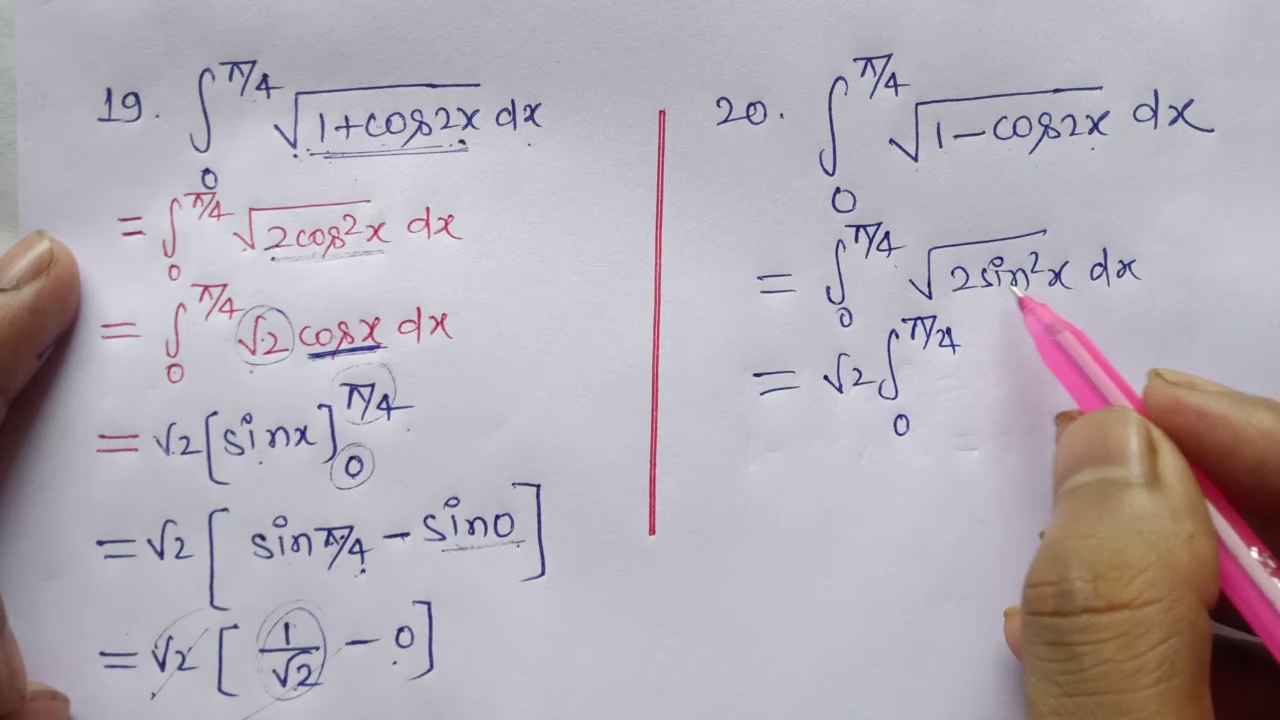 19. ∫₀^π/4 √1+cos2x dx
= ∫₀^π/4 √2cos²x dx
= ∫₀^π/4 √2 cosx dx
= √2 [sinx]₀^π/4
= √2 [ sin π/4 - sin0 ]
= √2 [ 1/√2 - 0 ]
20. ∫₀^π/4 √1-cos2x dx
= ∫₀^π/4 √2sin²x dx
= √2 ∫₀^π/4